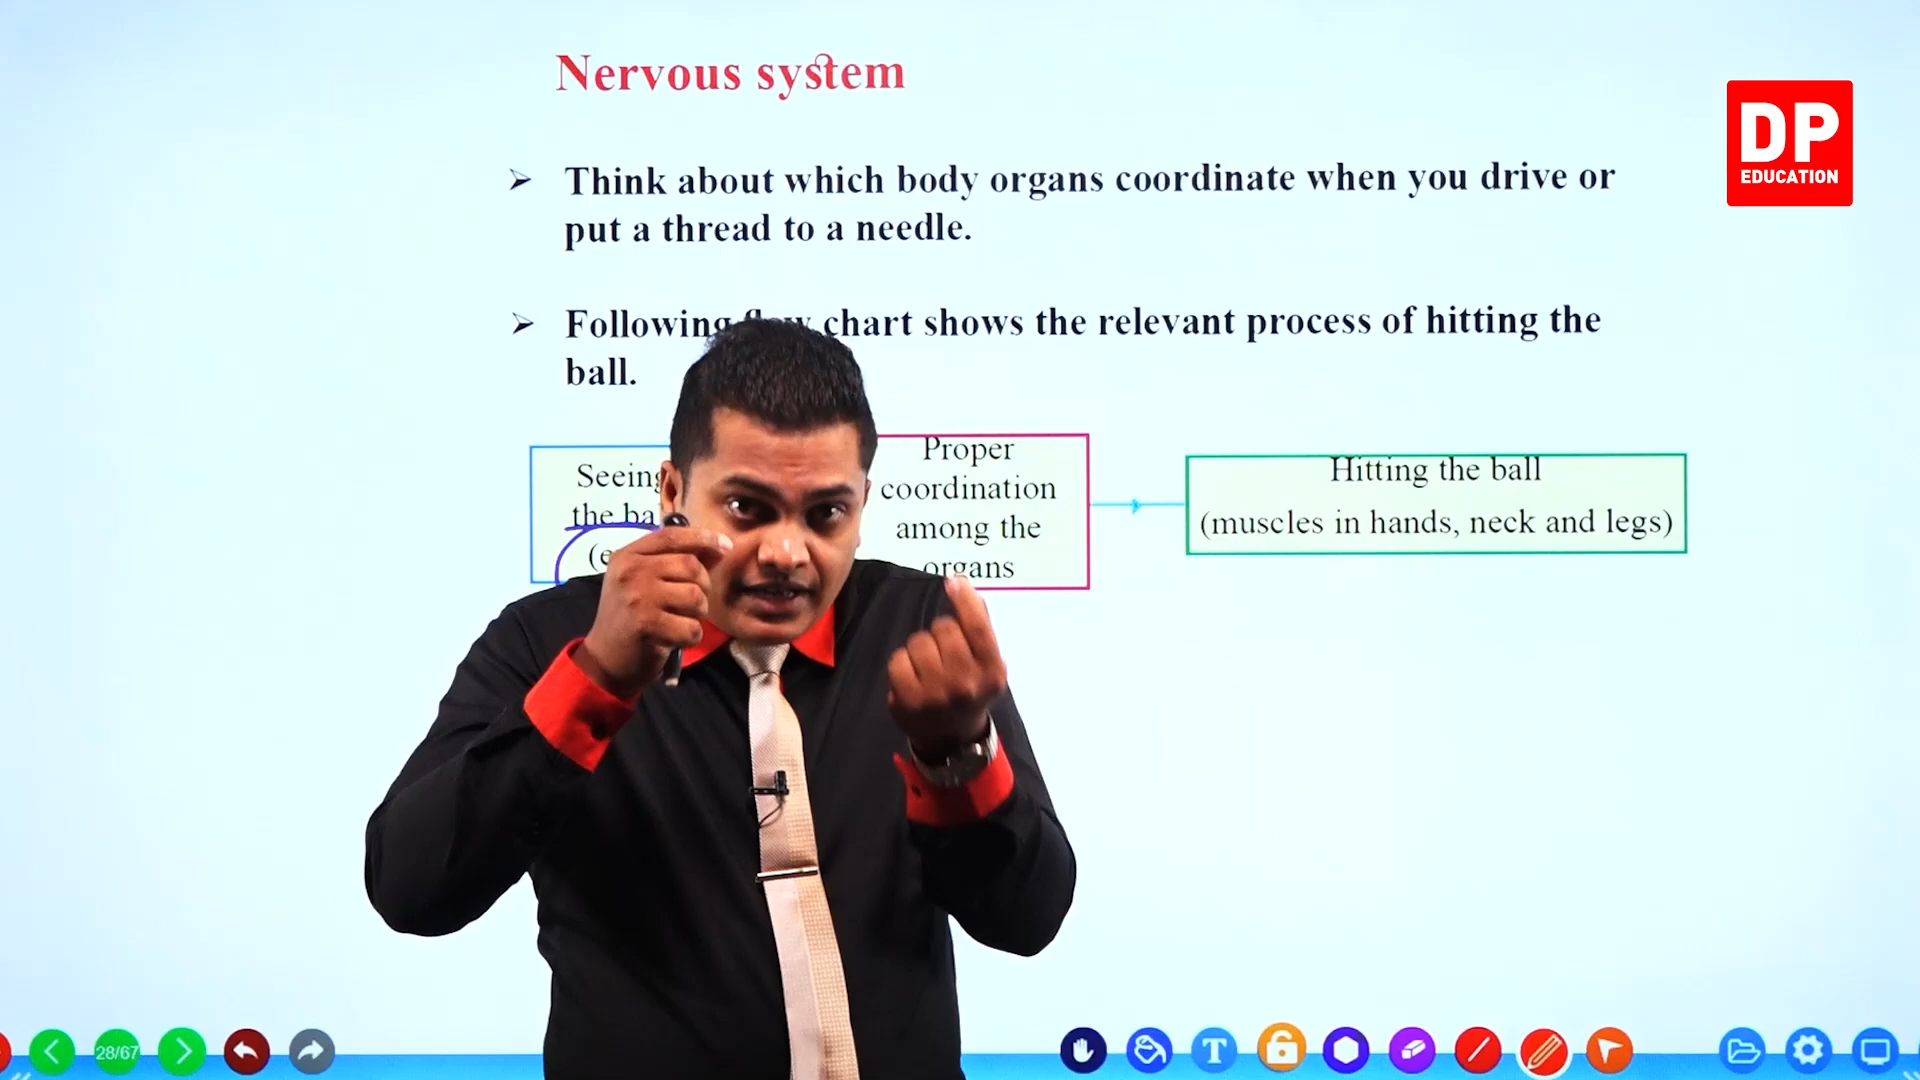 Nervous system
DP
EDUCATION
➢ Think about which body organs coordinate when you drive or
put a thread to a needle.
➢ Following chart shows the relevant process of hitting the
ball.
Seeing
the
Proper
coordination
among the
organs
Hitting the ball
(muscles in hands, neck and legs)
28/67
T